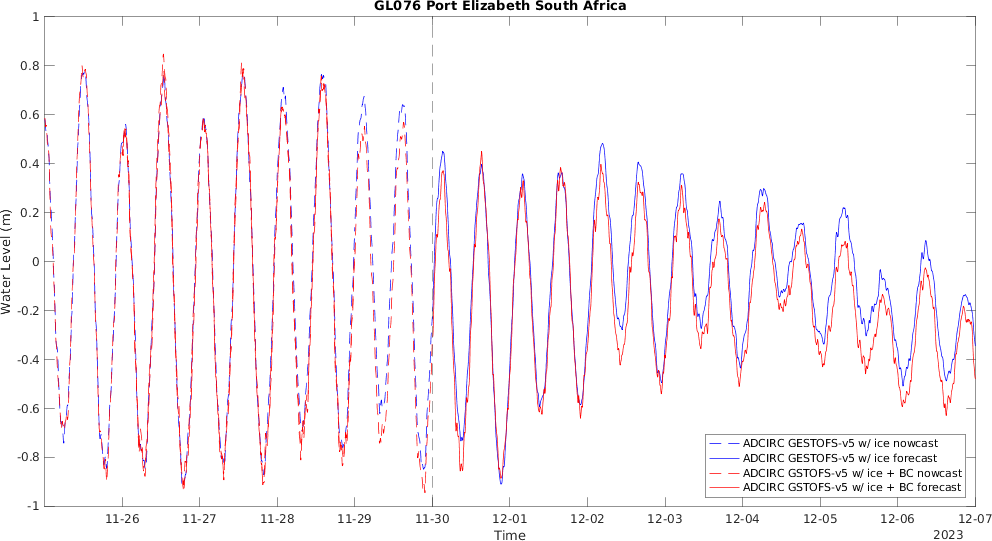 GL076 Port Elizabeth South Africa
1
0.8
0.6
0.4
0.2
0
-0.2
-0.4
-0.6
-0.8
-1
Water Level (m)
ADCIRC GESTOFS-v5 w/ ice nowcast
ADCIRC GESTOFS-v5 w/ ice forecast
ADCIRC GSTOFS-v5 w/ ice + BC nowcast
ADCIRC GSTOFS-v5 w/ ice + BC forecast
11-26 11-27 11-28 11-29 11-30 12-01 12-02 12-03 12-04 12-05 12-06 12-07
Time
2023